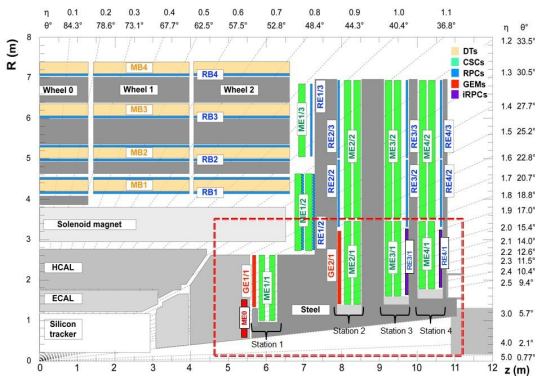 η 0.1 0.2 0.3 0.4 0.5 0.6 0.7 0.8 0.9 1.0 1.1 η θ°
θ° 84.3° 78.6° 73.1° 67.7° 62.5° 57.5° 52.8° 48.4° 44.3° 40.4° 36.8°
R (m)
8
7
6
5
4
3
2
1
0
1.2 33.5°
1.3 30.5°
1.4 27.7°
1.5 25.2°
1.6 22.8°
1.7 20.7°
1.8 18.8°
1.9 17.0°
2.0 15.4°
2.1 14.0°
2.2 12.6°
2.3 11.5°
2.4 10.4°
2.5 9.4°
3.0 5.7°
4.0 2.1°
5.0 0.77°
DTs
CSCs
RPCs
GEMs
iRPCs
MB4
RB4
Wheel 0
Wheel 1
Wheel 2
MB3
RB3
MB2
RB2
MB1
RB1
Solenoid magnet
HCAL
ECAL
Silicon
tracker
Steel
ME0
GE1/1
ME1/1
ME1/2
ME1/3
RE1/2
RE1/3
GE2/1
ME2/1
ME2/2
RE2/2
RE2/3
ME3/1
ME3/2
RE3/1
RE3/2
RE3/3
ME4/1
ME4/2
RE4/1
RE4/2
RE4/3
Station 1
Station 2
Station 3
Station 4
0 1 2 3 4 5 6 7 8 9 10 11 12 z (m)